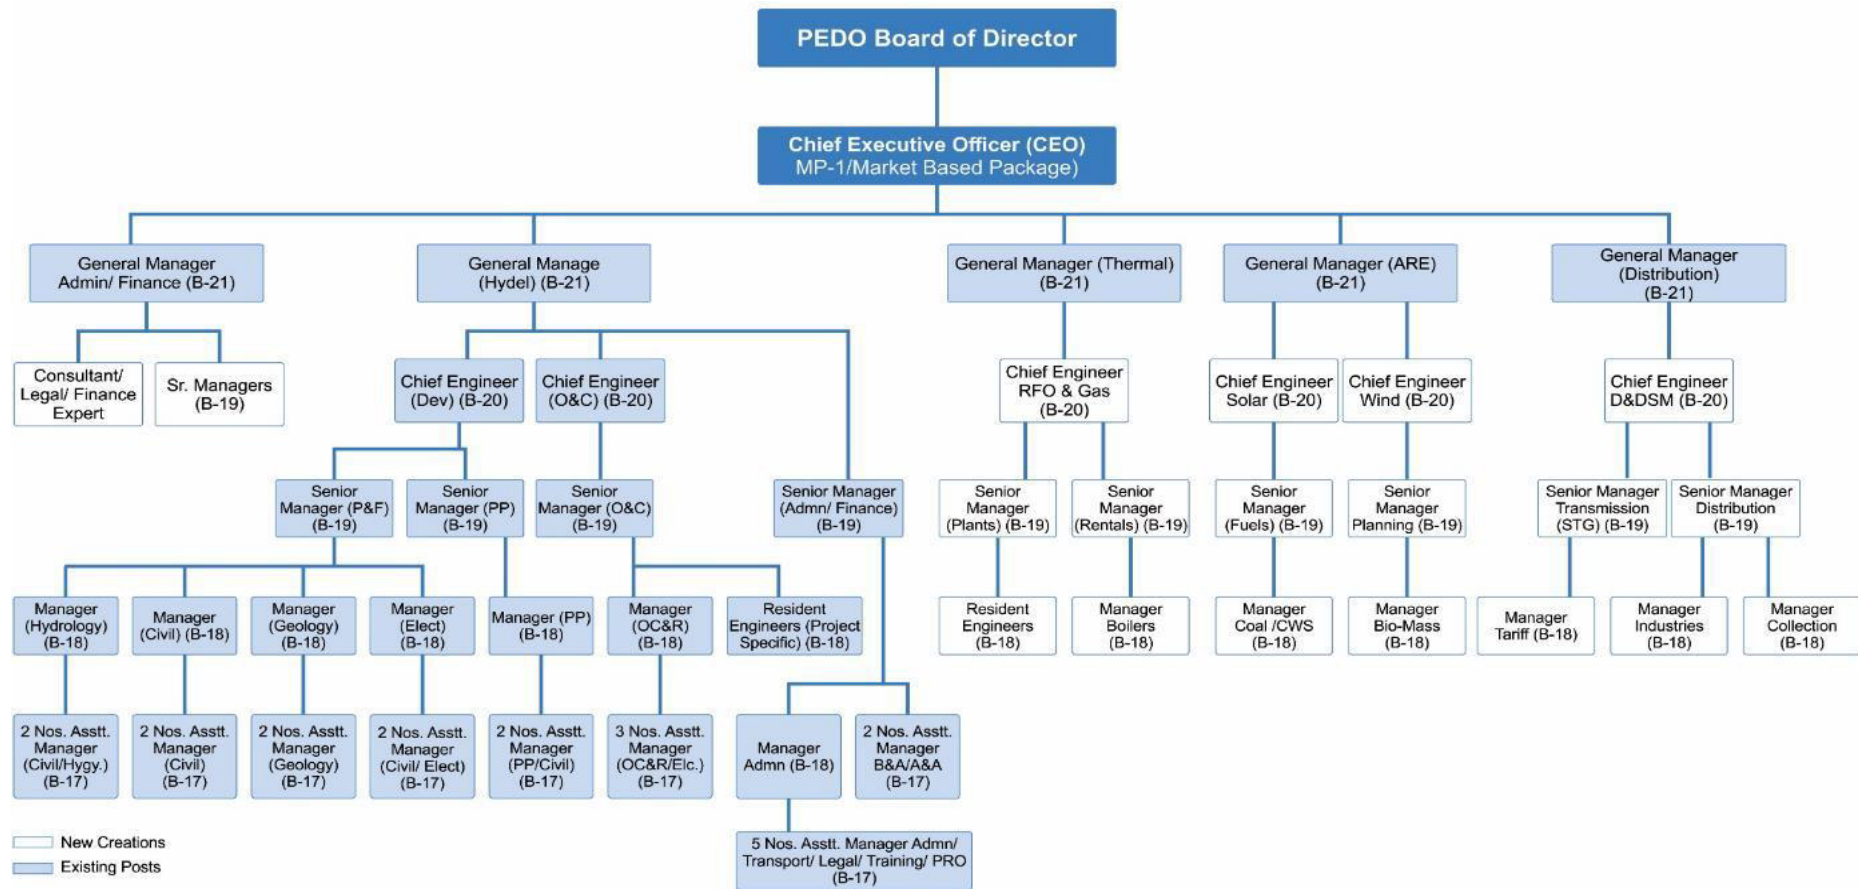 PEDO Board of Director
Chief Executive Officer (CEO)
MP-1/Market Based Package)
General Manager
Admin/ Finance (B-21)
General Manage
(Hydel) (B-21)
General Manager (Thermal)
(B-21)
General Manager (ARE)
(B-21)
General Manager
(Distribution)
(B-21)
Consultant/
Legal/ Finance
Expert
Sr. Managers
(B-19)
Chief Engineer
(Dev) (B-20)
Chief Engineer
(O&C) (B-20)
Chief Engineer
RFO & Gas
(B-20)
Chief Engineer
Solar (B-20)
Chief Engineer
Wind (B-20)
Chief Engineer
D&DSM (B-20)
Senior
Manager (P&F)
(B-19)
Senior
Manager (PP)
(B-19)
Senior
Manager (O&C)
(B-19)
Senior Manager
(Admn/ Finance)
(B-19)
Senior
Manager
(Plants) (B-19)
Senior
Manager
(Rentals) (B-19)
Senior
Manager
(Fuels) (B-19)
Senior
Manager
Planning (B-19)
Senior Manager
Transmission
(STG) (B-19)
Senior Manager
Distribution
(B-19)
Manager
(Hydrology)
(B-18)
Manager
(Civil) (B-18)
Manager
(Geology)
(B-18)
Manager
(Elect)
(B-18)
Manager (PP)
(B-18)
Manager
(OC&R)
(B-18)
Resident
Engineers (Project
Specific) (B-18)
Resident
Engineers
(B-18)
Manager
Boilers
(B-18)
Manager
Coal /CWS
(B-18)
Manager
Bio-Mass
(B-18)
Manager
Tariff (B-18)
Manager
Industries
(B-18)
Manager
Collection
(B-18)
2 Nos. Asstt.
Manager
(Civil/Hygy.)
(B-17)
2 Nos. Asstt.
Manager
(Civil)
(B-17)
2 Nos. Asstt.
Manager
(Geology)
(B-17)
2 Nos. Asstt.
Manager
(Civil/ Elect)
(B-17)
2 Nos. Asstt.
Manager
(PP/Civil)
(B-17)
3 Nos. Asstt.
Manager
(OC&R/Elc.)
(B-17)
Manager
Admn (B-18)
2 Nos. Asstt.
Manager
B&A/A&A
(B-17)
5 Nos. Asstt. Manager Admn/
Transport/ Legal/ Training/ PRO
(B-17)
New Creations
Existing Posts